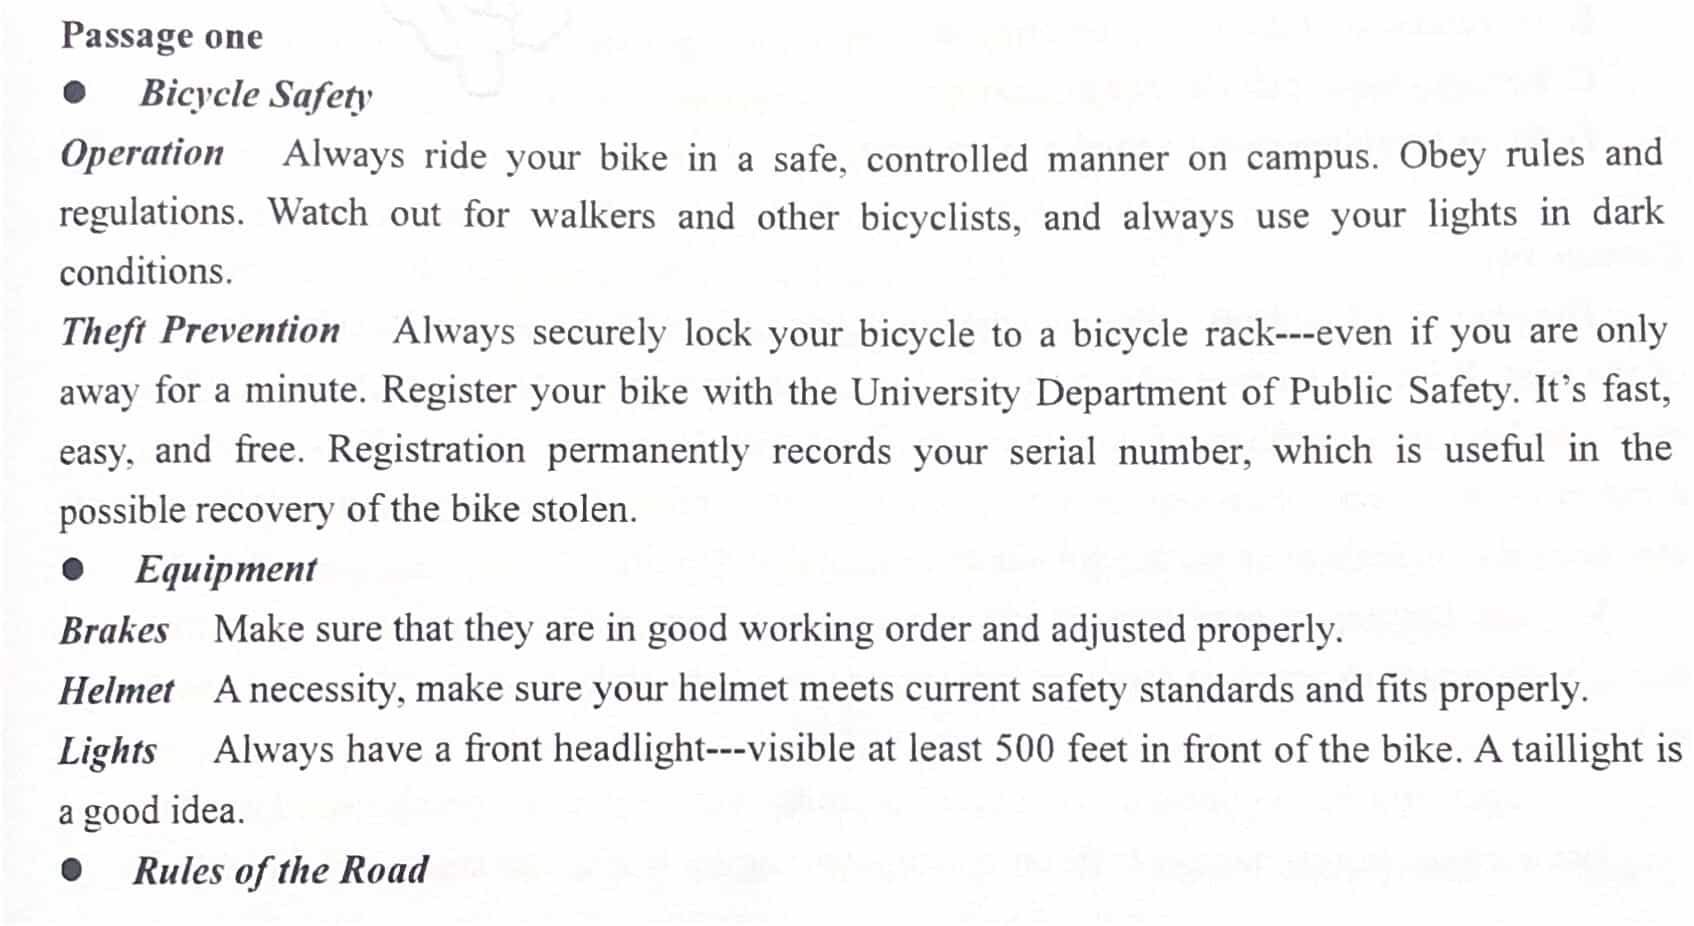 Passage one
● Bicycle Safety
Operation Always ride your bike in a safe, controlled manner on campus. Obey rules and
regulations. Watch out for walkers and other bicyclists, and always use your lights in dark
conditions.
Theft Prevention Always securely lock your bicycle to a bicycle rack---even if you are only
away for a minute. Register your bike with the University Department of Public Safety. It's fast,
easy, and free. Registration permanently records your serial number, which is useful in the
possible recovery of the bike stolen.
● Equipment
Brakes Make sure that they are in good working order and adjusted properly.
Helmet A necessity, make sure your helmet meets current safety standards and fits properly.
Lights Always have a front headlight---visible at least 500 feet in front of the bike. A taillight is
a good idea.
● Rules of the Road